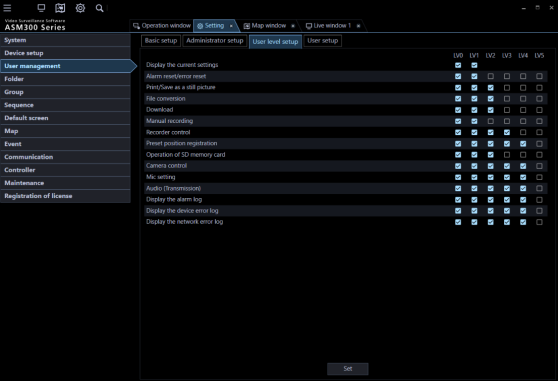 Video Surveillance Software
ASM300 Series
Operation window
Setting
Map window
Live window 1
System
Device setup
User management
Folder
Group
Sequence
Default screen
Map
Event
Communication
Controller
Maintenance
Registration of license
Basic setup
Administrator setup
User level setup
User setup
LV0 LV1 LV2 LV3 LV4 LV5
Display the current settings
Alarm reset/error reset
Print/Save as a still picture
File conversion
Download
Manual recording
Recorder control
Preset position registration
Operation of SD memory card
Camera control
Mic setting
Audio (Transmission)
Display the alarm log
Display the device error log
Display the network error log
Set